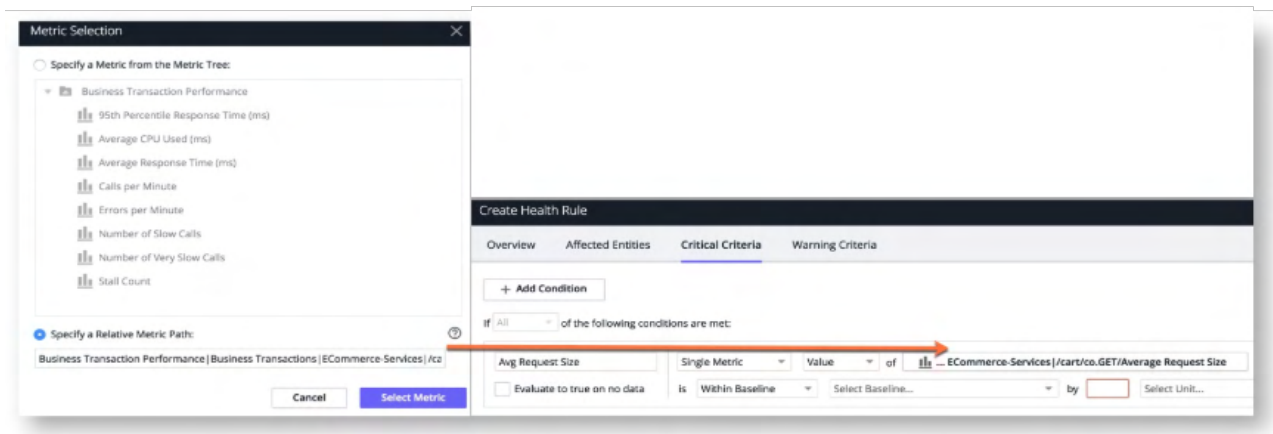 Metric Selection
Specify a Metric from the Metric Tree:
Business Transaction Performance
95th Percentile Response Time (ms)
Average CPU Used (ms)
Average Response Time (ms)
Calls per Minute
Errors per Minute
Number of Slow Calls
Number of Very Slow Calls
Stall Count
Specify a Relative Metric Path:
Business Transaction Performance|Business Transactions|ECommerce-Services|/ca
Cancel Select Metric
Create Health Rule
Overview Affected Entities Critical Criteria Warning Criteria
+ Add Condition
If All of the following conditions are met:
Avg Request Size Single Metric Value of ... ECommerce-Services|/cart/co.GET/Average Request Size
Evaluate to true on no data is Within Baseline Select Baseline... by Select Unit...